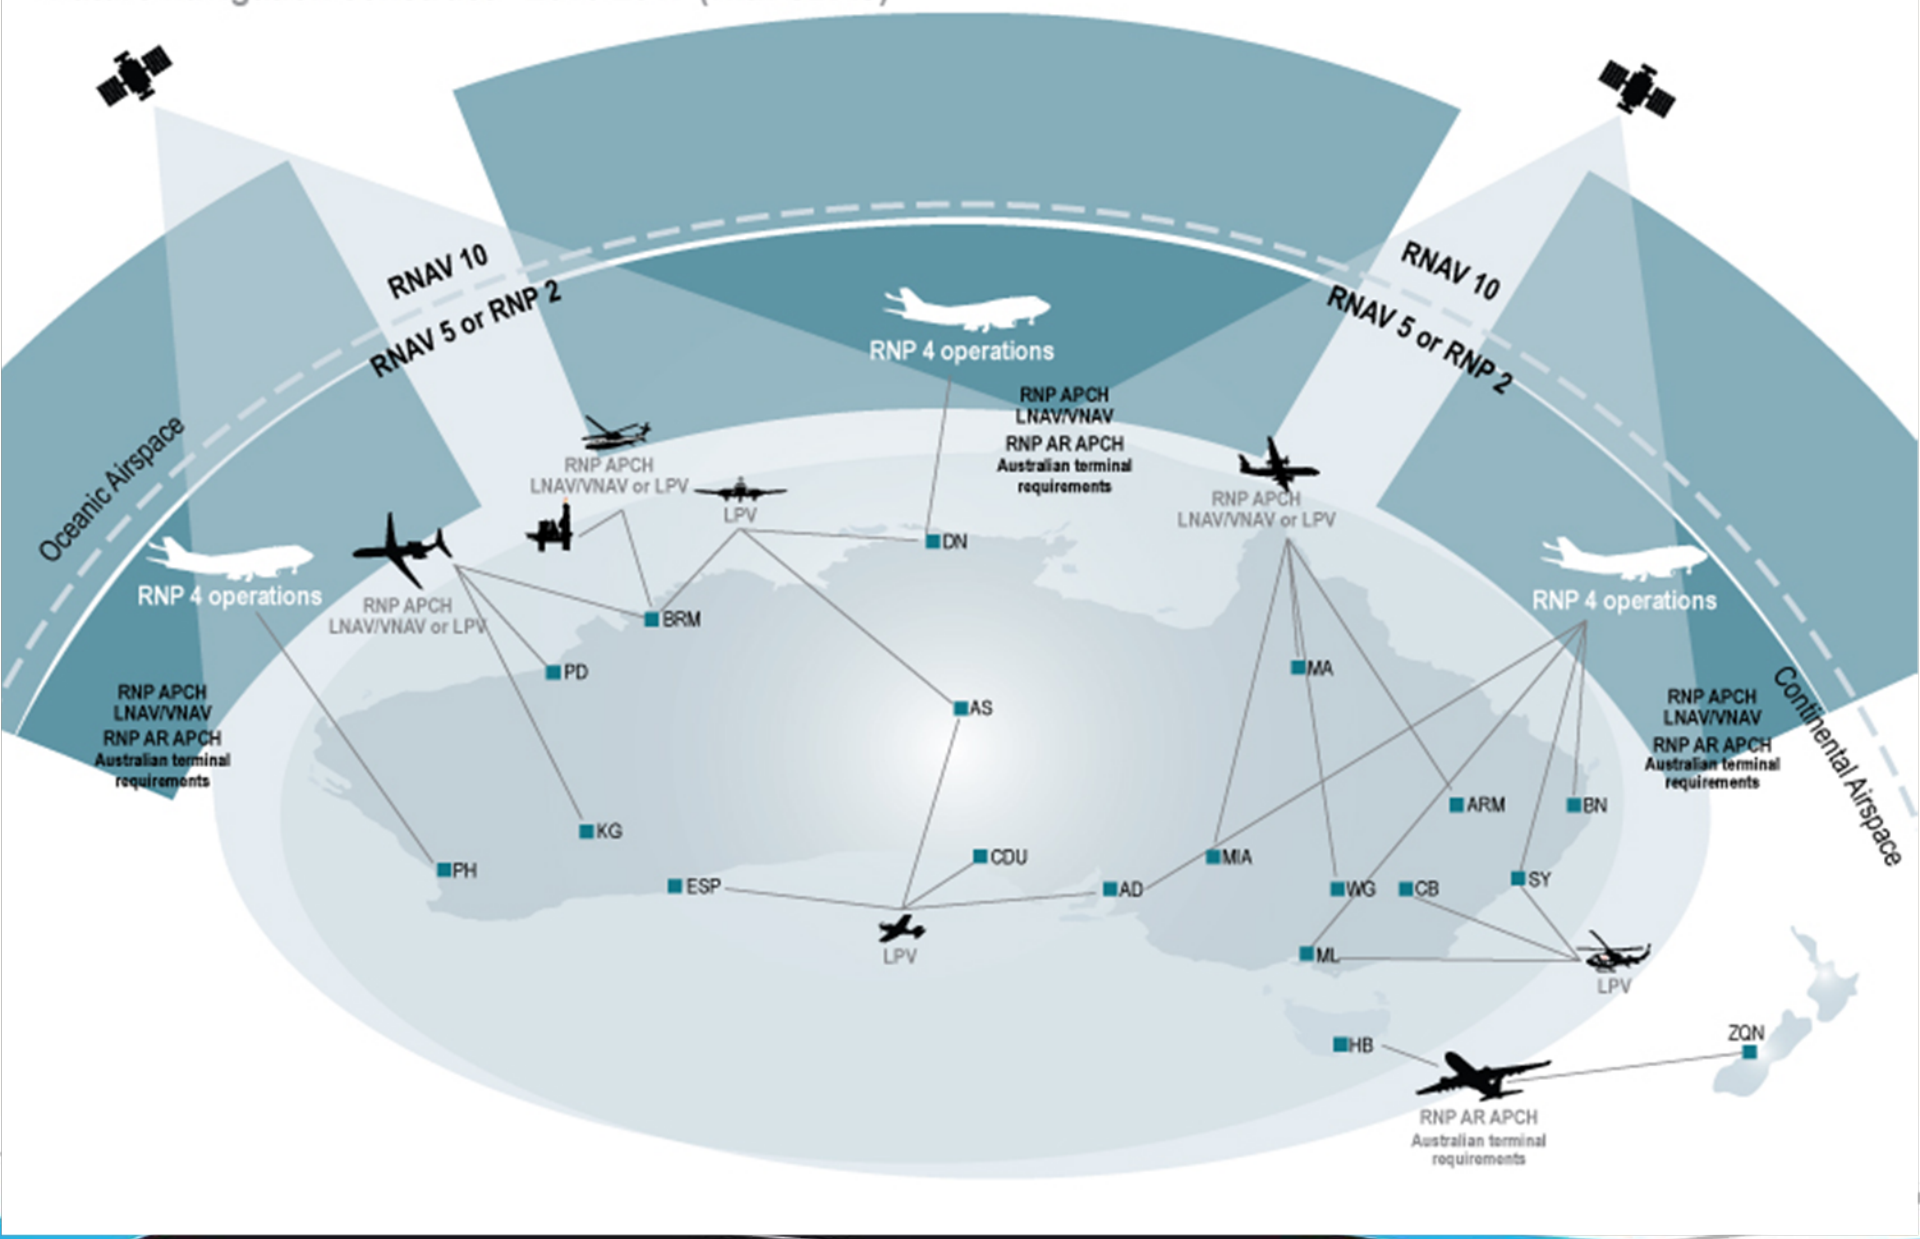 RNAV 10
RNAV 5 or RNP 2
RNAV 10
RNAV 5 or RNP 2
Oceanic Airspace
Continental Airspace
RNP 4 operations
RNP APCH
LNAV/VNAV
RNP AR APCH
Australian terminal
requirements
RNP APCH
LNAV/VNAV or LPV
LPV
RNP APCH
LNAV/VNAV or LPV
DN
RNP 4 operations
RNP APCH
LNAV/VNAV or LPV
RNP 4 operations
BRM
PD
MA
RNP APCH
LNAV/VNAV
RNP AR APCH
Australian terminal
requirements
RNP APCH
LNAV/VNAV
RNP AR APCH
Australian terminal
requirements
AS
ARM
BN
KG
PH
ESP
CDU
AD
MIA
WG
CB
SY
LPV
ML
LPV
HB
ZQN
RNP AR APCH
Australian terminal
requirements